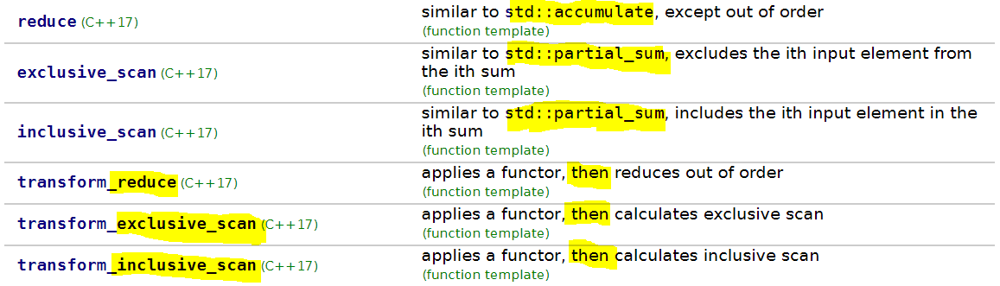 reduce (C++17)
similar to std::accumulate, except out of order
(function template)
exclusive_scan (C++17)
similar to std::partial_sum, excludes the ith input element from
the ith sum
(function template)
inclusive_scan (C++17)
similar to std::partial_sum, includes the ith input element in the
ith sum
(function template)
transform_reduce (C++17)
applies a functor, then reduces out of order
(function template)
transform_exclusive_scan (C++17)
applies a functor, then calculates exclusive scan
(function template)
transform_inclusive_scan (C++17)
applies a functor, then calculates inclusive scan
(function template)